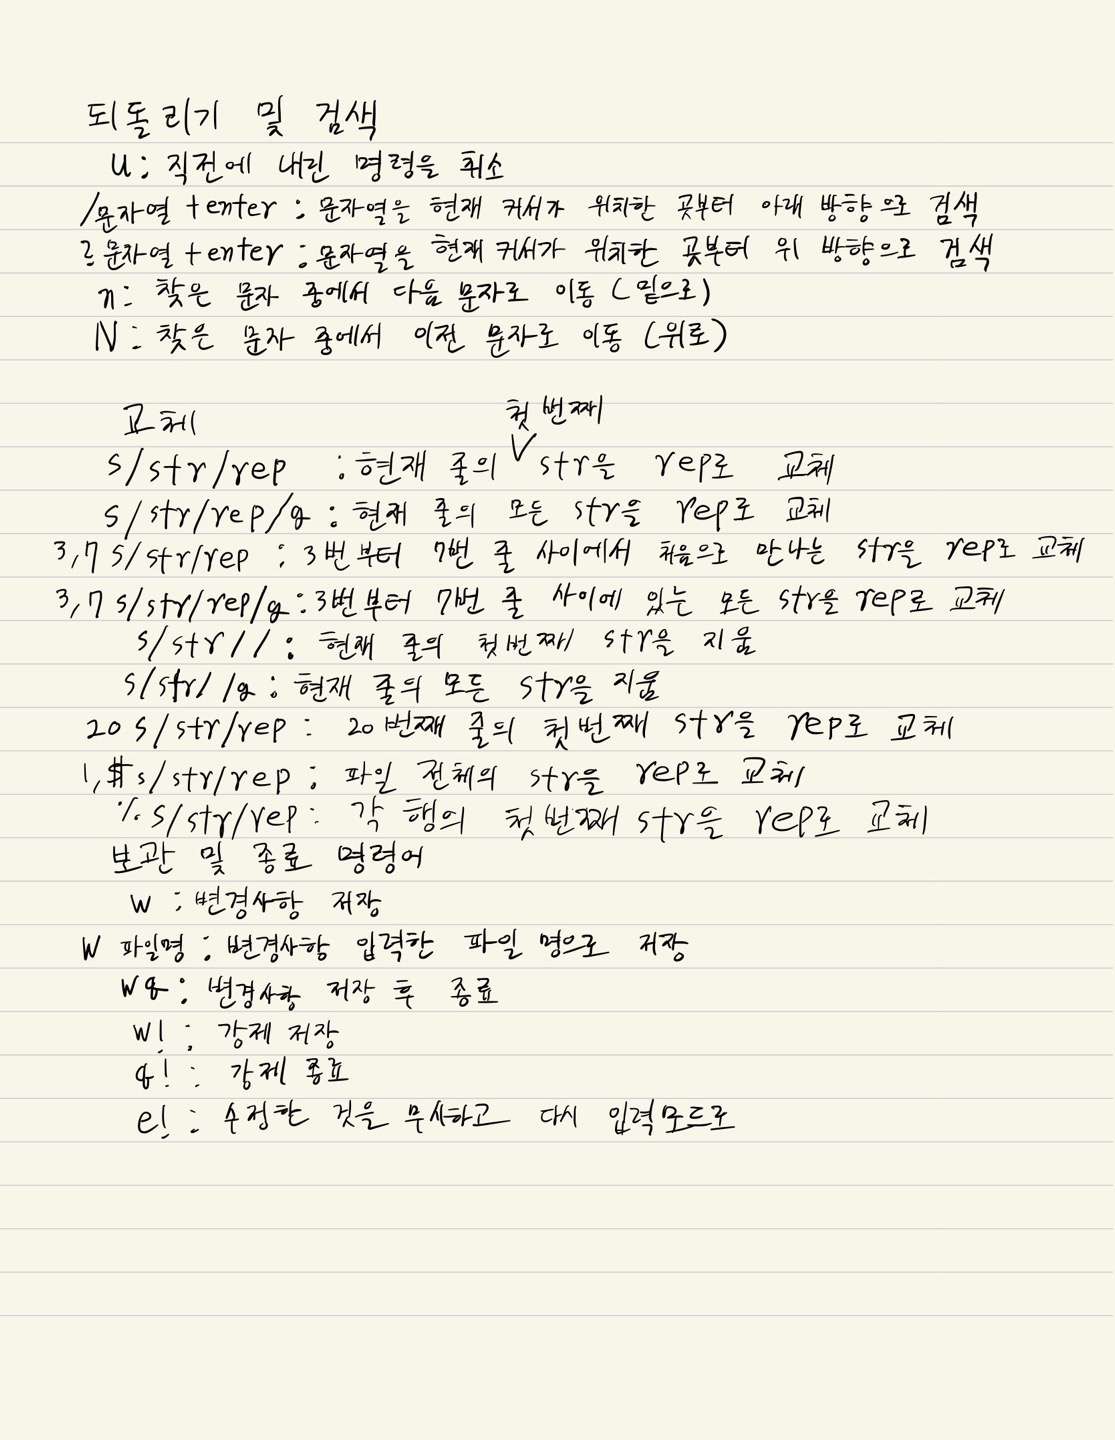 되돌리기 및 검색
u : 직전에 내린 명령을 취소
/문자열 + enter : 문자열을 현재 커서가 위치한 곳부터 아래 방향으로 검색
?문자열 + enter : 문자열을 현재 커서가 위치한 곳부터 위 방향으로 검색
n : 찾은 문자 중에서 다음 문자로 이동 (밑으로)
N : 찾은 문자 중에서 이전 문자로 이동 (위로)
교체
첫번째
s/str/rep : 현재 줄의 ∨ str을 rep로 교체
s/str/rep/g : 현재 줄의 모든 str을 rep로 교체
3,7 s/str/rep : 3번부터 7번 줄 사이에서 처음으로 만나는 str을 rep로 교체
3,7 s/str/rep/g : 3번부터 7번 줄 사이에 있는 모든 str을 rep로 교체
s/str// : 현재 줄의 첫번째 str을 지움
s/str//g : 현재 줄의 모든 str을 지움
20 s/str/rep : 20번째 줄의 첫번째 str을 rep로 교체
1,$s/str/rep : 파일 전체의 str을 rep로 교체
%s/str/rep : 각 행의 첫번째 str을 rep로 교체
보관 및 종료 명령어
w : 변경사항 저장
w 파일명 : 변경사항 입력한 파일 명으로 저장
wq : 변경사항 저장 후 종료
w! : 강제 저장
q! : 강제 종료
e! : 수정한 것을 무시하고 다시 입력모드로